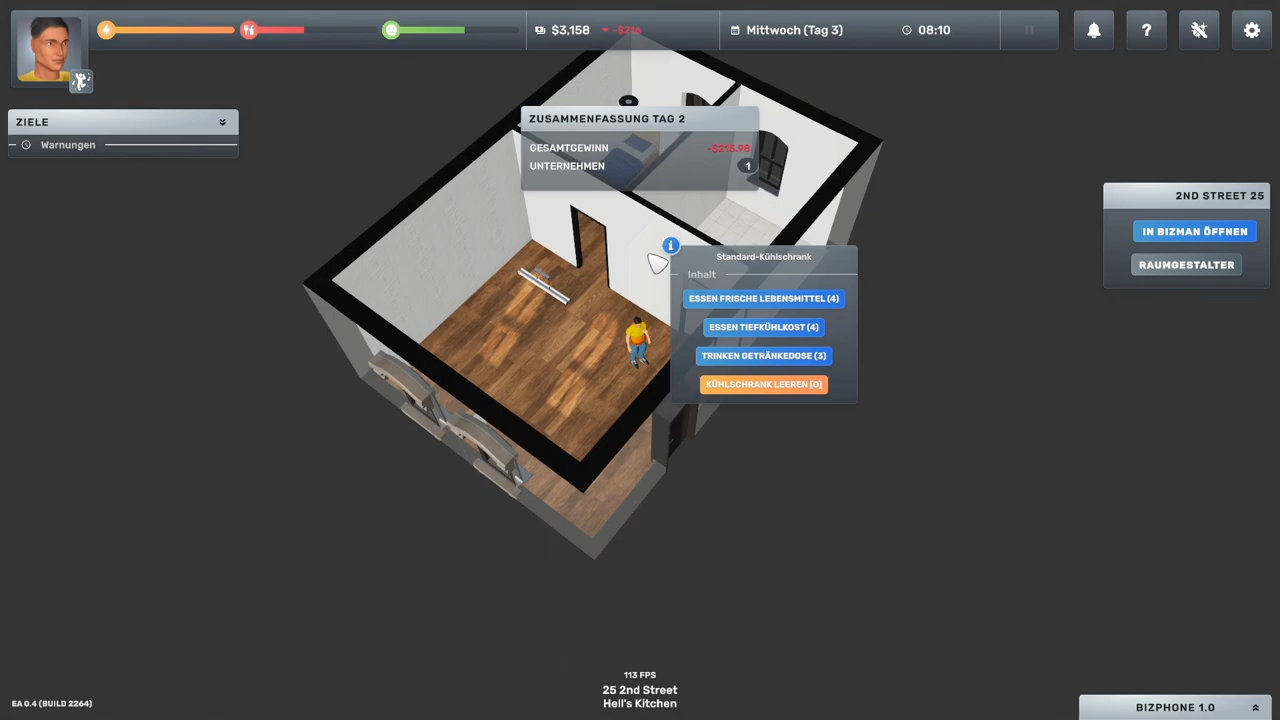 $3,158
-$216
Mittwoch (Tag 3)
08:10
?
ZIELE
Warnungen
ZUSAMMENFASSUNG TAG 2
GESAMTGEWINN
-$215.98
UNTERNEHMEN
1
2ND STREET 25
IN BIZMAN ÖFFNEN
RAUMGESTALTER
i
Standard-Kühlschrank
Inhalt
ESSEN FRISCHE LEBENSMITTEL (4)
ESSEN TIEFKÜHLKOST (4)
TRINKEN GETRÄNKEDOSE (3)
KÜHLSCHRANK LEEREN [0]
113 FPS
25 2nd Street
Hell's Kitchen
EA 0.4 (BUILD 2264)
BIZPHONE 1.0